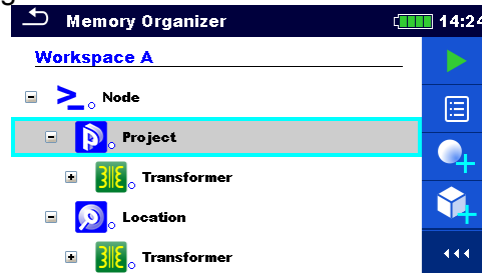 Memory Organizer 14:24
Workspace A
Node
Project
Transformer
Location
Transformer